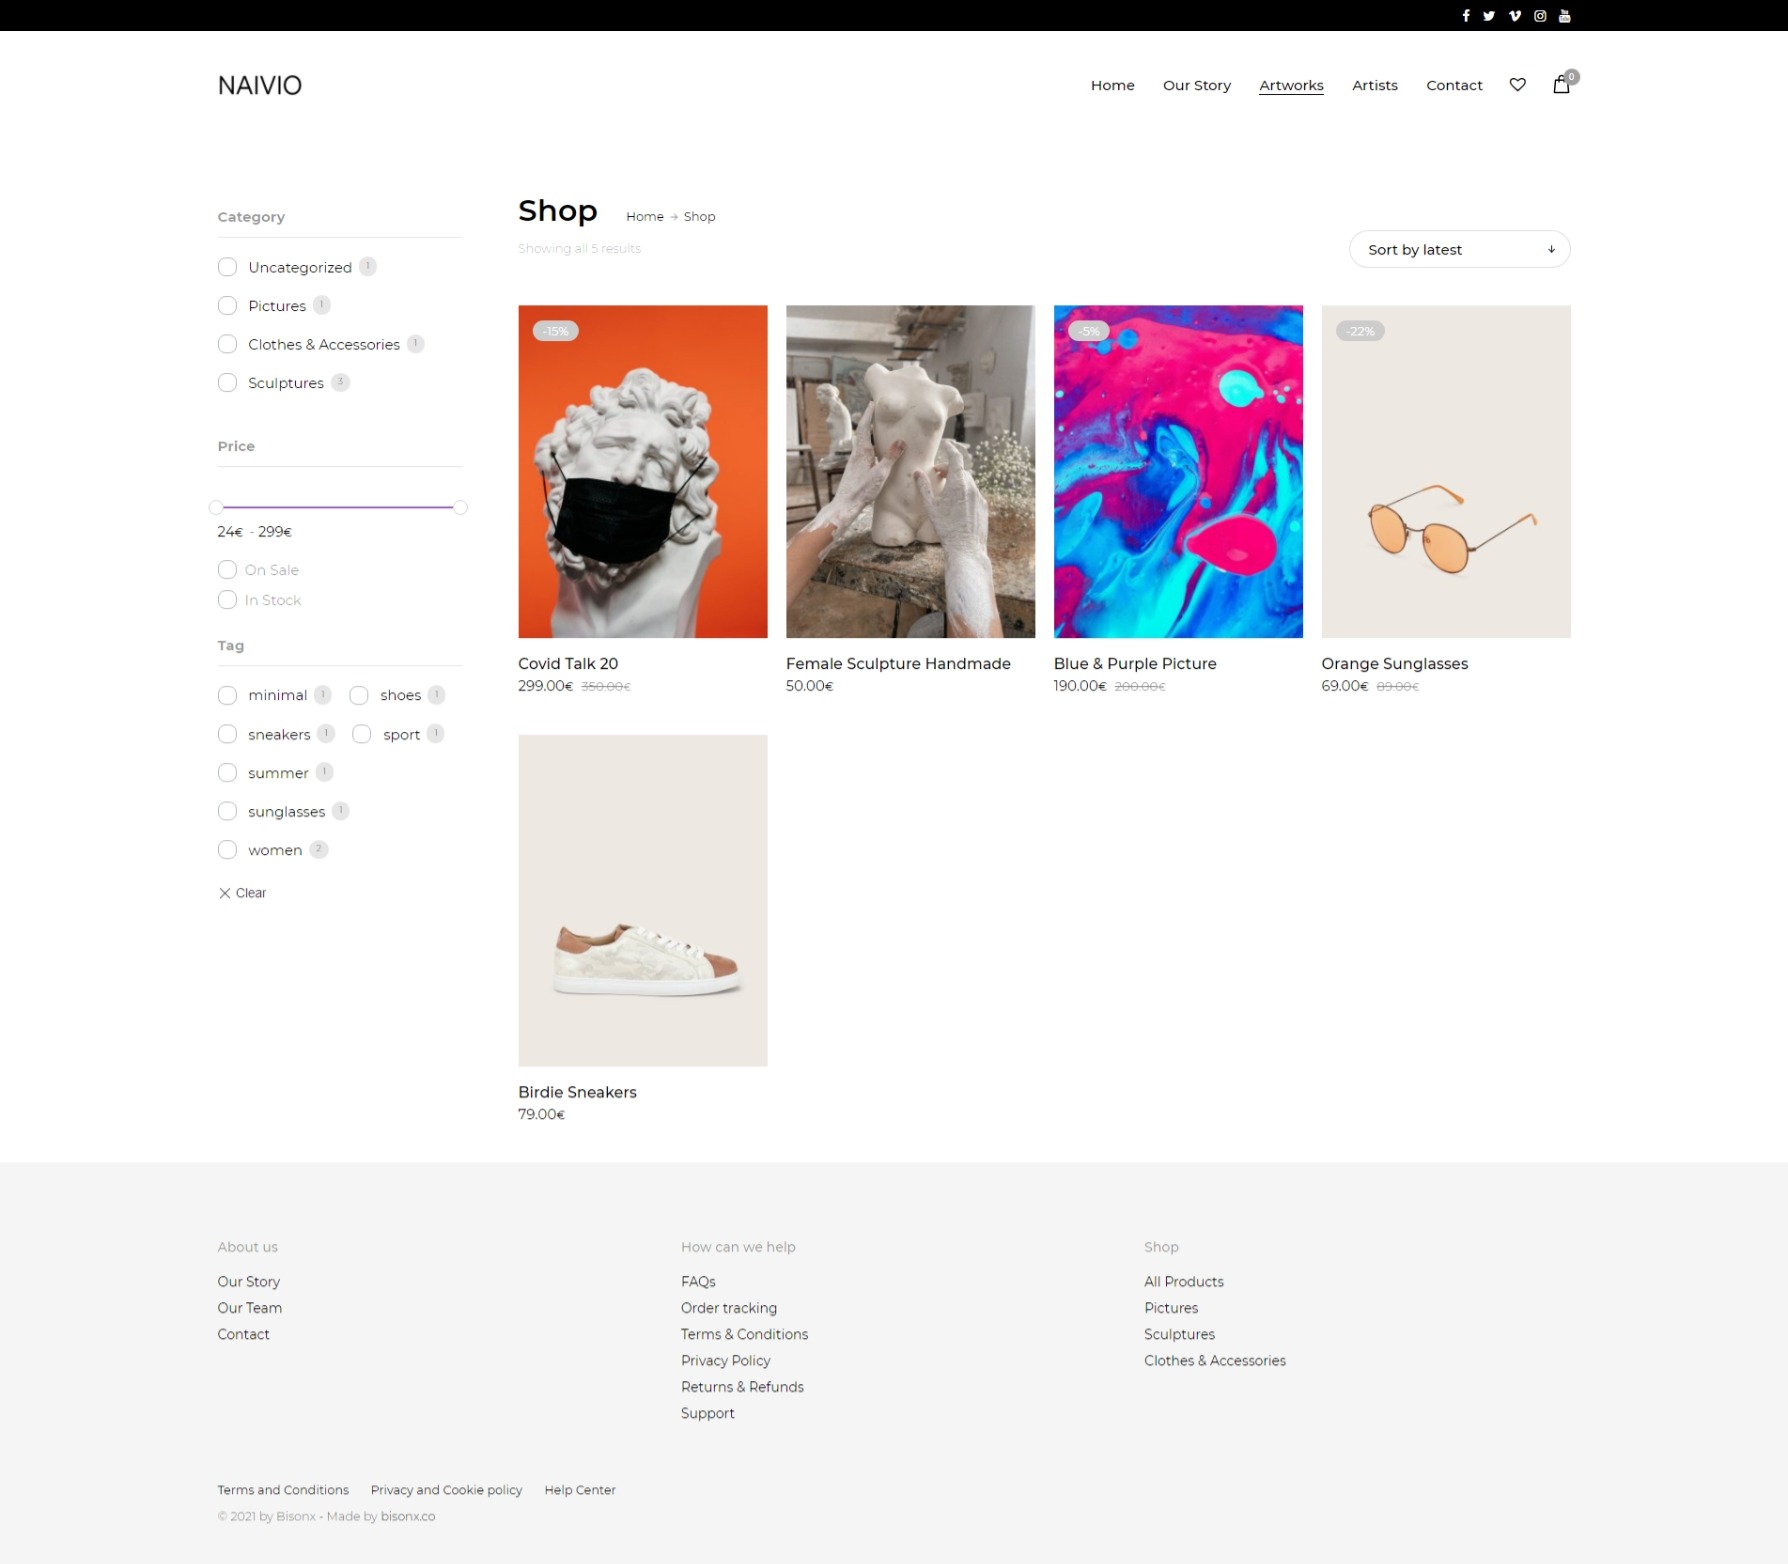 NAIVIO
Home Our Story Artworks Artists Contact 0
Category
Uncategorized 1
Pictures 1
Clothes & Accessories 1
Sculptures 3
Price
24€ - 299€
On Sale
In Stock
Tag
minimal 1 shoes 1
sneakers 1 sport 1
summer 1
sunglasses 1
women 2
Clear
Shop Home → Shop
Showing all 5 results
Sort by latest
-15%
-5%
-22%
Covid Talk 20
299.00€ 350.00€
Female Sculpture Handmade
50.00€
Blue & Purple Picture
190.00€ 200.00€
Orange Sunglasses
69.00€ 89.00€
Birdie Sneakers
79.00€
About us
Our Story
Our Team
Contact
How can we help
FAQs
Order tracking
Terms & Conditions
Privacy Policy
Returns & Refunds
Support
Shop
All Products
Pictures
Sculptures
Clothes & Accessories
Terms and Conditions Privacy and Cookie policy Help Center
© 2021 by Bisonx - Made by bisonx.co